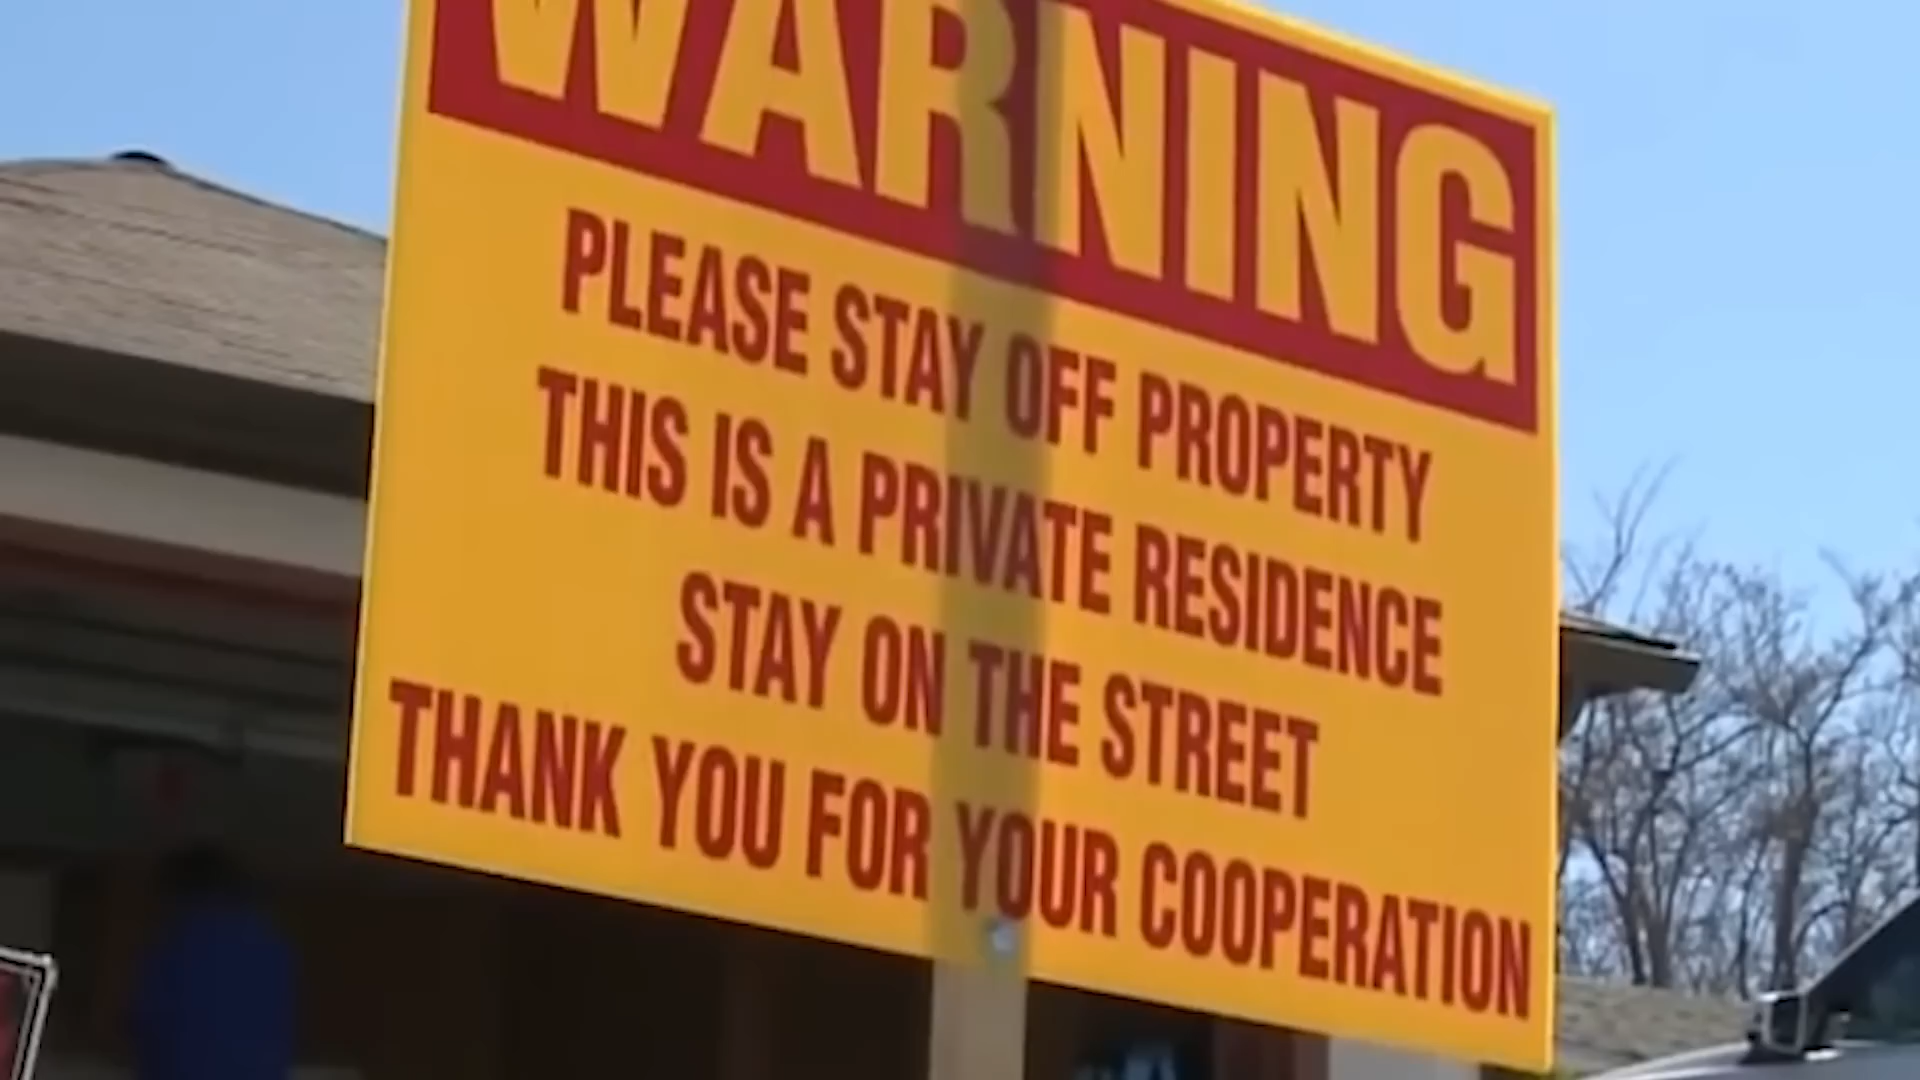 WARNING
PLEASE STAY OFF PROPERTY
THIS IS A PRIVATE RESIDENCE
STAY ON THE STREET
THANK YOU FOR YOUR COOPERATION